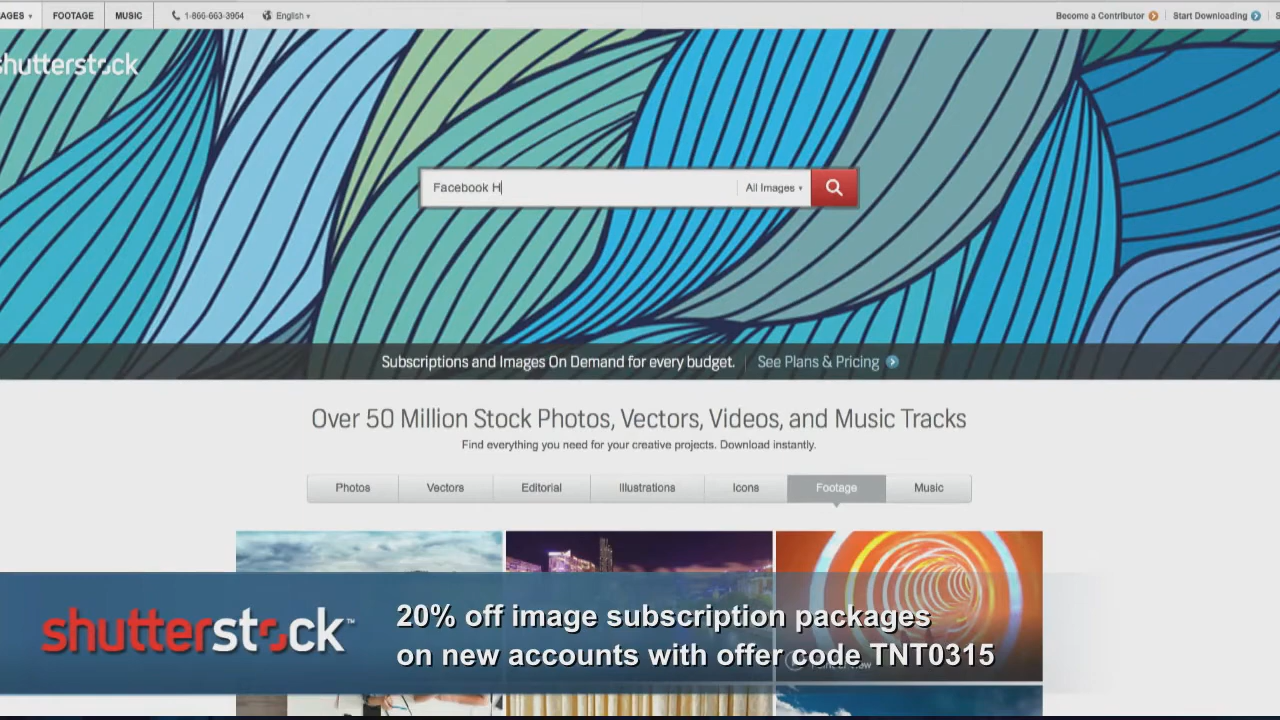 AGES FOOTAGE MUSIC 1-866-663-3954 English Become a Contributor Start Downloading
shutterstock
Facebook H All Images
Subscriptions and Images On Demand for every budget. See Plans & Pricing
Over 50 Million Stock Photos, Vectors, Videos, and Music Tracks
Find everything you need for your creative projects. Download instantly.
Photos Vectors Editorial Illustrations Icons Footage Music
shutterstock™ 20% off image subscription packages
on new accounts with offer code TNT0315